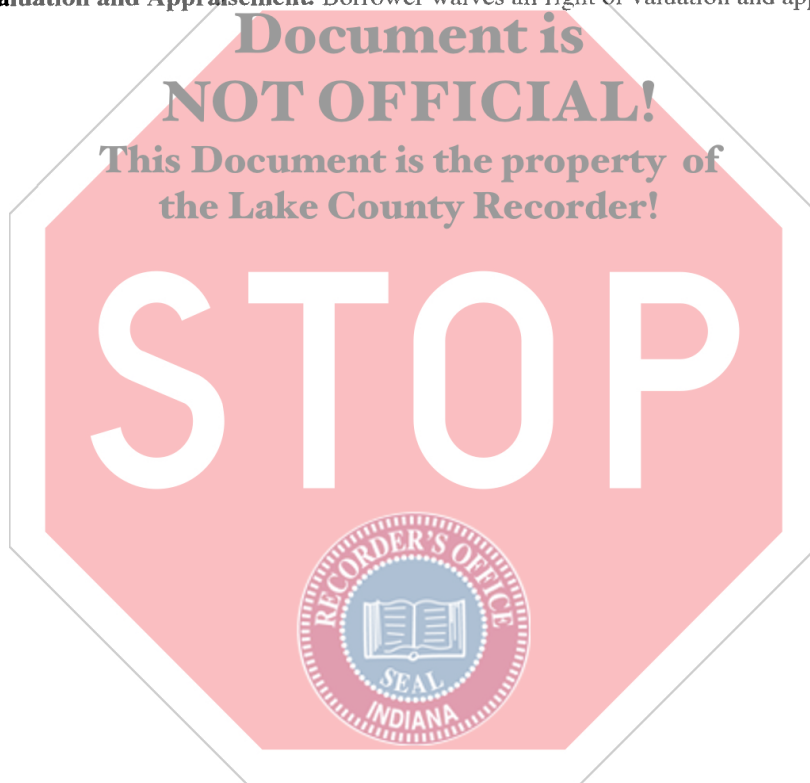 aluation and Appraisement. Borrower waives all right of valuation and app
Document is
NOT OFFICIAL!
This Document is the property of
the Lake County Recorder!
STOP
RECORDER'S OFFICE
SEAL
INDIANA